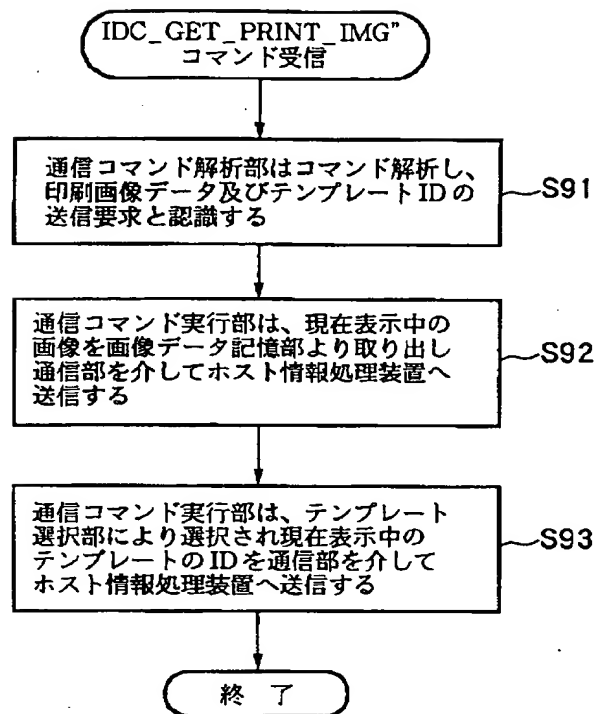 IDC_GET_PRINT_IMG”
コマンド受信
通信コマンド解析部はコマンド解析し、
印刷画像データ及びテンプレートIDの
送信要求と認識する
S91
通信コマンド実行部は、現在表示中の
画像を画像データ記憶部より取り出し
通信部を介してホスト情報処理装置へ
送信する
S92
通信コマンド実行部は、テンプレート
選択部により選択され現在表示中の
テンプレートのIDを通信部を介して
ホスト情報処理装置へ送信する
S93
終 了